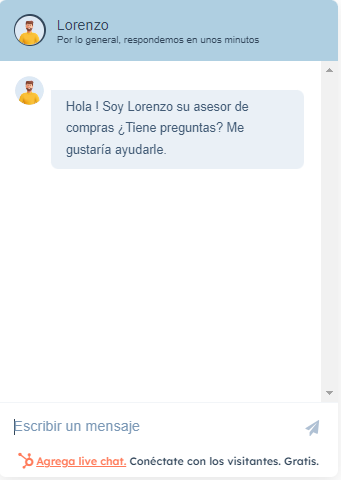 Lorenzo
Por lo general, respondemos en unos minutos
Hola ! Soy Lorenzo su asesor de
compras ¿Tiene preguntas? Me
gustaría ayudarle.
Escribir un mensaje
Agrega live chat. Conéctate con los visitantes. Gratis.